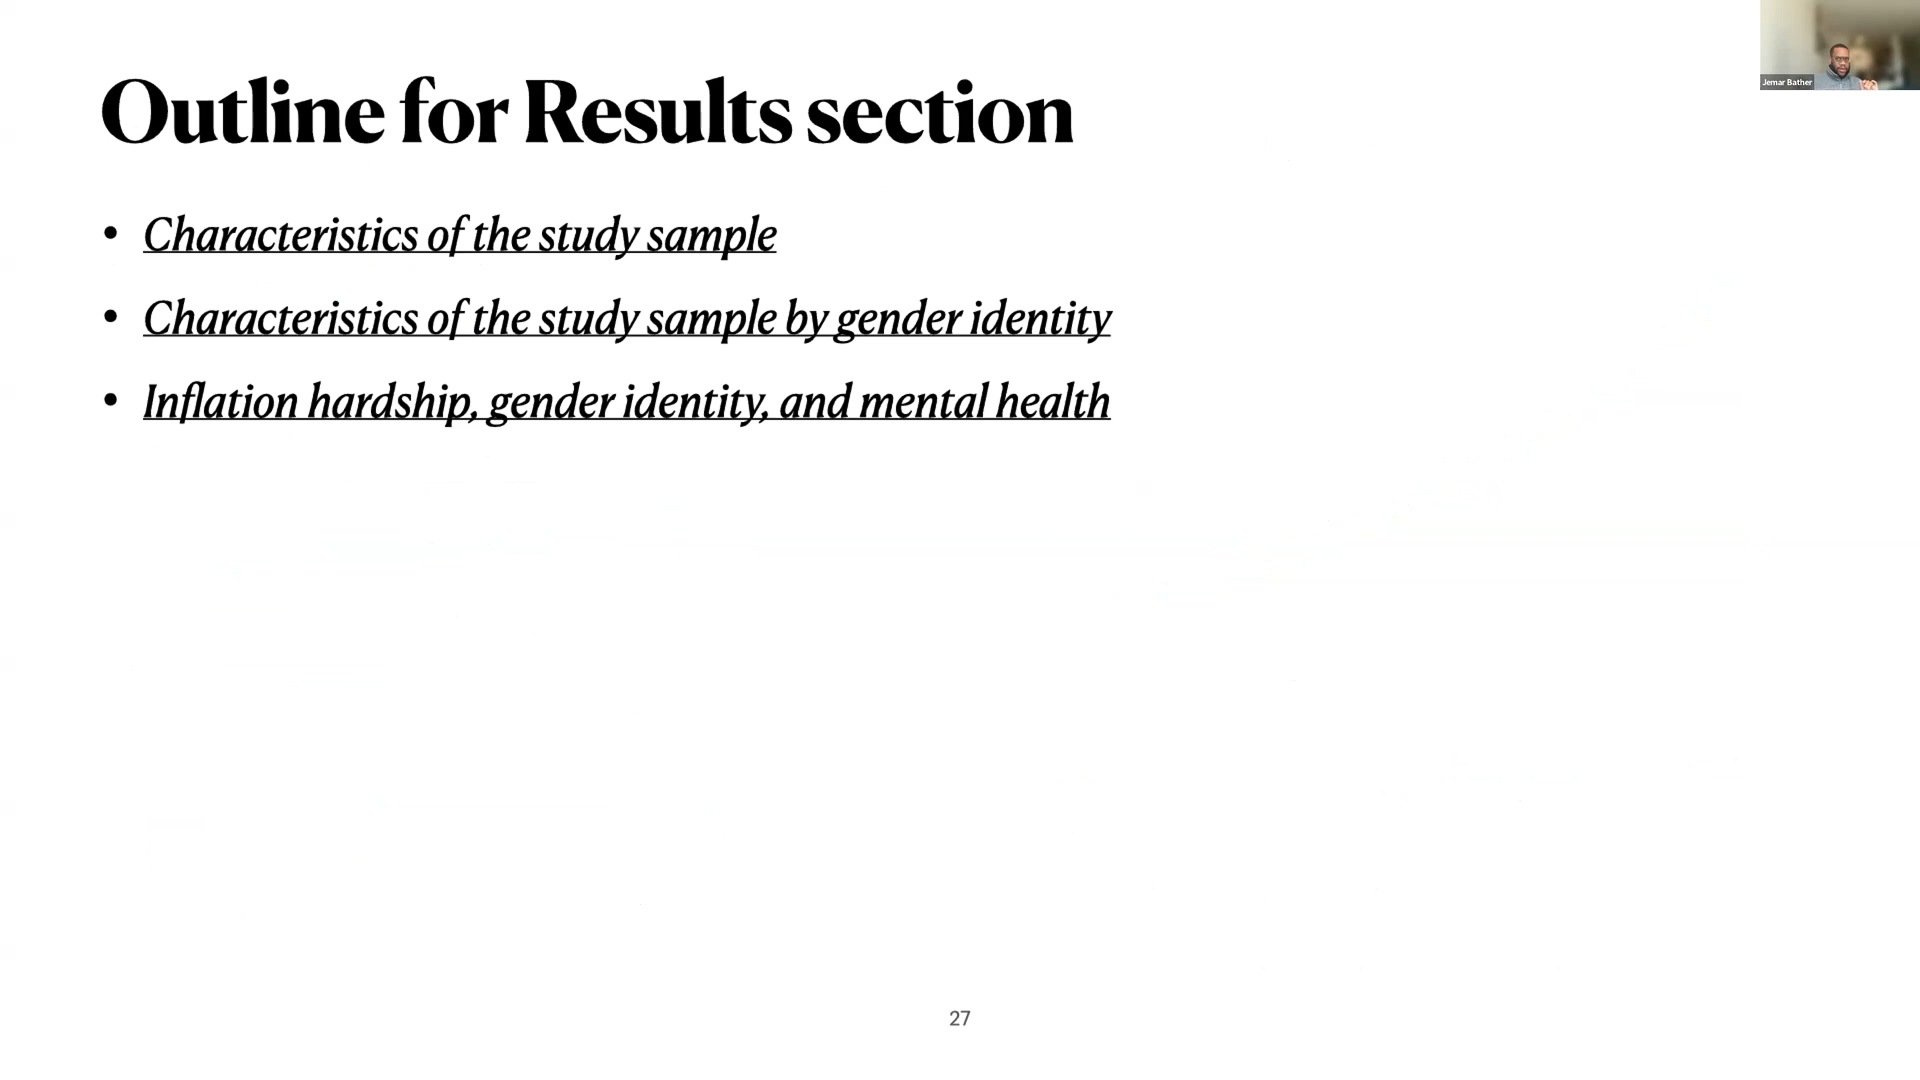 Outline for Results section
• Characteristics of the study sample
• Characteristics of the study sample by gender identity
• Inflation hardship, gender identity, and mental health
Jemar Bather
27